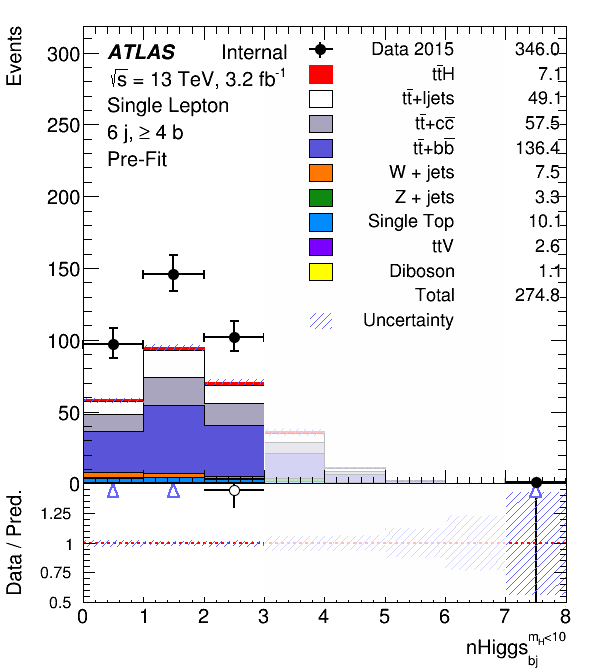 Events
300
250
200
150
100
50
0
ATLAS Internal
√s = 13 TeV, 3.2 fb⁻¹
Single Lepton
6 j, ≥ 4 b
Pre-Fit
Data 2015 346.0
tt̄H 7.1
tt̄+ljets 49.1
tt̄+cc̄ 57.5
tt̄+bb̄ 136.4
W + jets 7.5
Z + jets 3.3
Single Top 10.1
ttV 2.6
Diboson 1.1
Total 274.8
Uncertainty
Data / Pred.
1.25
1
0.75
0.5
0 1 2 3 4 5 6 7 8
nHiggs_bj^{m_H<10}